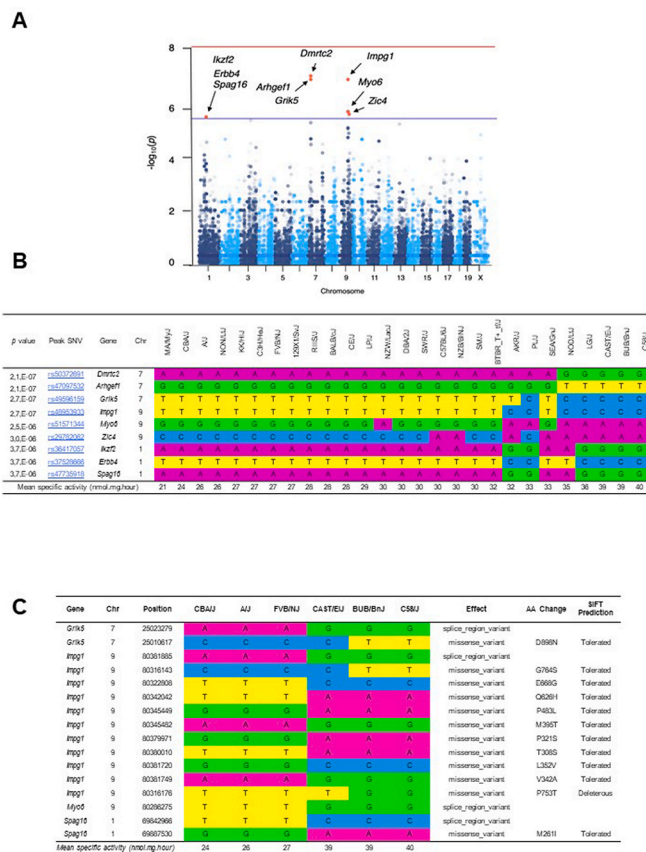 A
8
6
4
2
0
-log10(p)
Ikzf2
Erbb4
Spag16
Dmrtc2
Arhgef1
Grik5
Impg1
Myo6
Zic4
1 3 5 7 9 11 13 15 17 19 X
Chromosome
B
p value Peak SNV Gene Chr MA/MyJ CBA/J A/J NON/LtJ KK/HlJ C3H/HeJ FVB/NJ 129X1/SvJ RIIIS/J BALB/cJ CE/J LP/J NZW/LacJ DBA/2J SWR/J C57BL/6J NZB/BlNJ SM/J BTBR_T+_tf/J AKR/J PL/J SEA/GnJ NOD/LtJ LG/J CAST/EiJ BUB/BnJ C58/J
2,1,E-07 rs50372691 Dmrtc2 7 A A A A A A A A A A A A A A A A A A A A A A G G G G G
2,1,E-07 rs47097532 Arhgef1 7 G G G G G G G G G G G G G G G G G G G G G G T T T T T
2,7,E-07 rs49598159 Grik5 7 T T T T T T T T T T T T T T T T T T T T C T C C C C C
2,7,E-07 rs48953933 Impg1 9 T T T T T T T T T T T T T T T T T T T C C T C C C C C
2,5,E-06 rs51571344 Myo6 9 G G G G G G G G G G G G A G G G G G G A A G A A A A A
3,0,E-06 rs29782062 Zic4 9 C C C C C C C C C C C C C C A A C C A C A A A A A
3,7,E-06 rs36417057 Ikzf2 1 A A A A A A A A A A A A A A A A A A A G G A A G G G G
3,7,E-06 rs37528666 Erbb4 1 T T T T T T T T T T T T T T T T T T T C C T T C C C C
3,7,E-06 rs47735918 Spag16 1 A A A A A A A A A A A A A A A A A A A G G A A G G G G
Mean specific activity (nmol.mg.hour) 21 24 26 26 27 27 27 28 28 28 28 29 30 30 30 30 30 30 32 32 33 33 35 36 39 39 40
C
Gene Chr Position CBA/J A/J FVB/NJ CAST/EiJ BUB/BnJ C58/J Effect AA Change SIFT Prediction
Grik5 7 25023279 A A A G G G splice_region_variant
Grik5 7 25010617 C C C C T T missense_variant D898N Tolerated
Impg1 9 80381885 A A A G G G splice_region_variant
Impg1 9 80316143 C C C C T T missense_variant G764S Tolerated
Impg1 9 80322808 T T T C C C missense_variant E668G Tolerated
Impg1 9 80342042 T T T A A A missense_variant Q626H Tolerated
Impg1 9 80345449 G G G A A A missense_variant P483L Tolerated
Impg1 9 80345482 A A A G G G missense_variant M395T Tolerated
Impg1 9 80379971 G G G A A A missense_variant P321S Tolerated
Impg1 9 80380010 T T T A A A missense_variant T308S Tolerated
Impg1 9 80381720 G G G C C C missense_variant L352V Tolerated
Impg1 9 80381749 A A A G G G missense_variant V342A Tolerated
Impg1 9 80316176 T T T T G G missense_variant P753T Deleterous
Myo6 9 80266275 T T T G G G splice_region_variant
Spag16 1 69842966 T T T C C C splice_region_variant
Spag16 1 69887530 G G G A A A missense_variant M261I Tolerated
Mean specific activity (nmol.mg.hour) 24 26 27 39 39 40